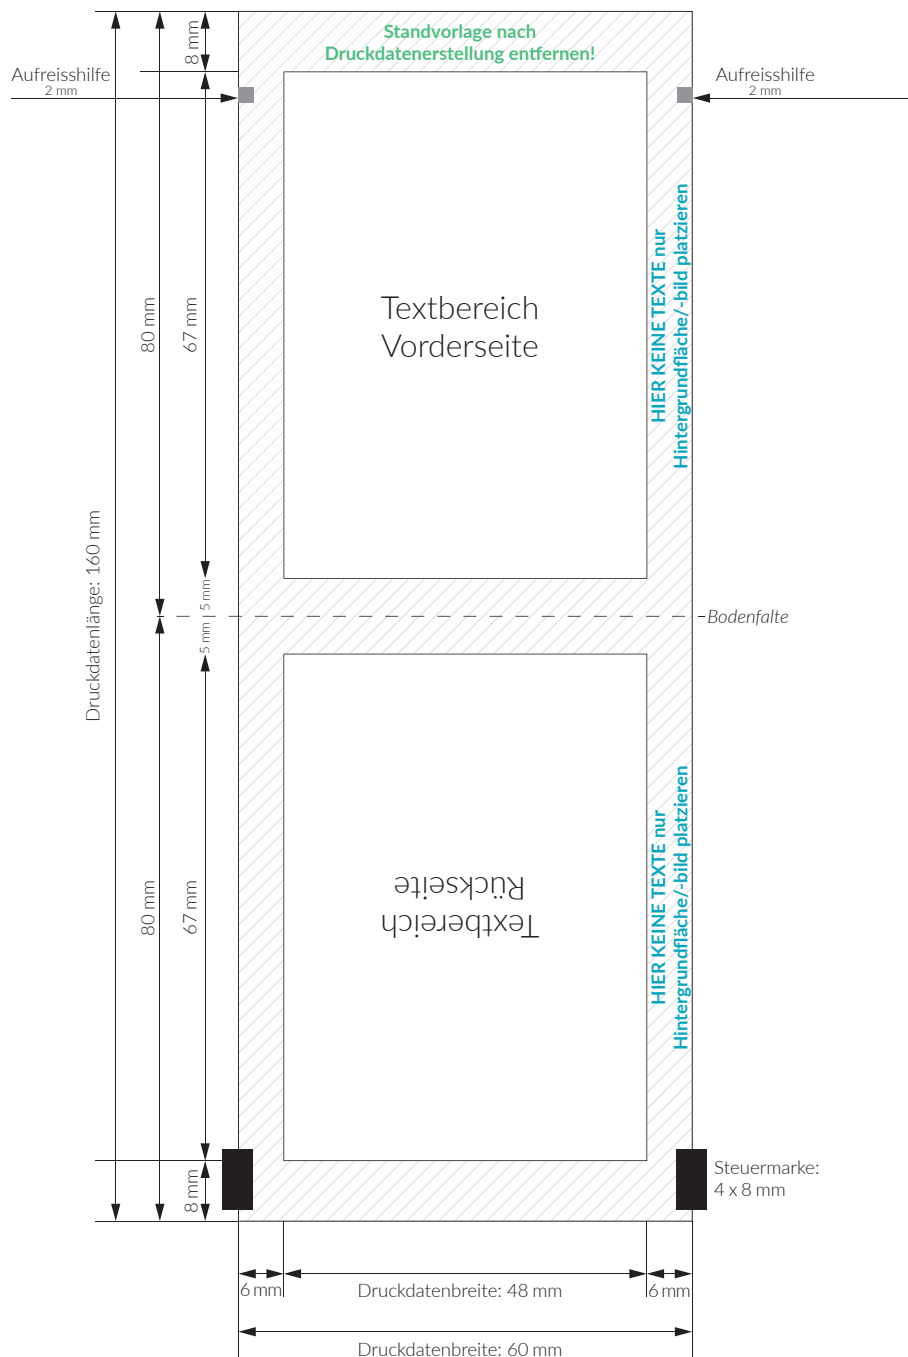 Standvorlage nach
Druckdatenerstellung entfernen!
8 mm
Aufreisshilfe
2 mm
Aufreisshilfe
2 mm
Textbereich
Vorderseite
HIER KEINE TEXTE nur
Hintergrundfläche/-bild platzieren
80 mm
67 mm
Druckdatenlänge: 160 mm
5 mm
5 mm
Bodenfalte
Textbereich
Rückseite
HIER KEINE TEXTE nur
Hintergrundfläche/-bild platzieren
80 mm
67 mm
8 mm
Steuermarke:
4 x 8 mm
6 mm
Druckdatenbreite: 48 mm
6 mm
Druckdatenbreite: 60 mm